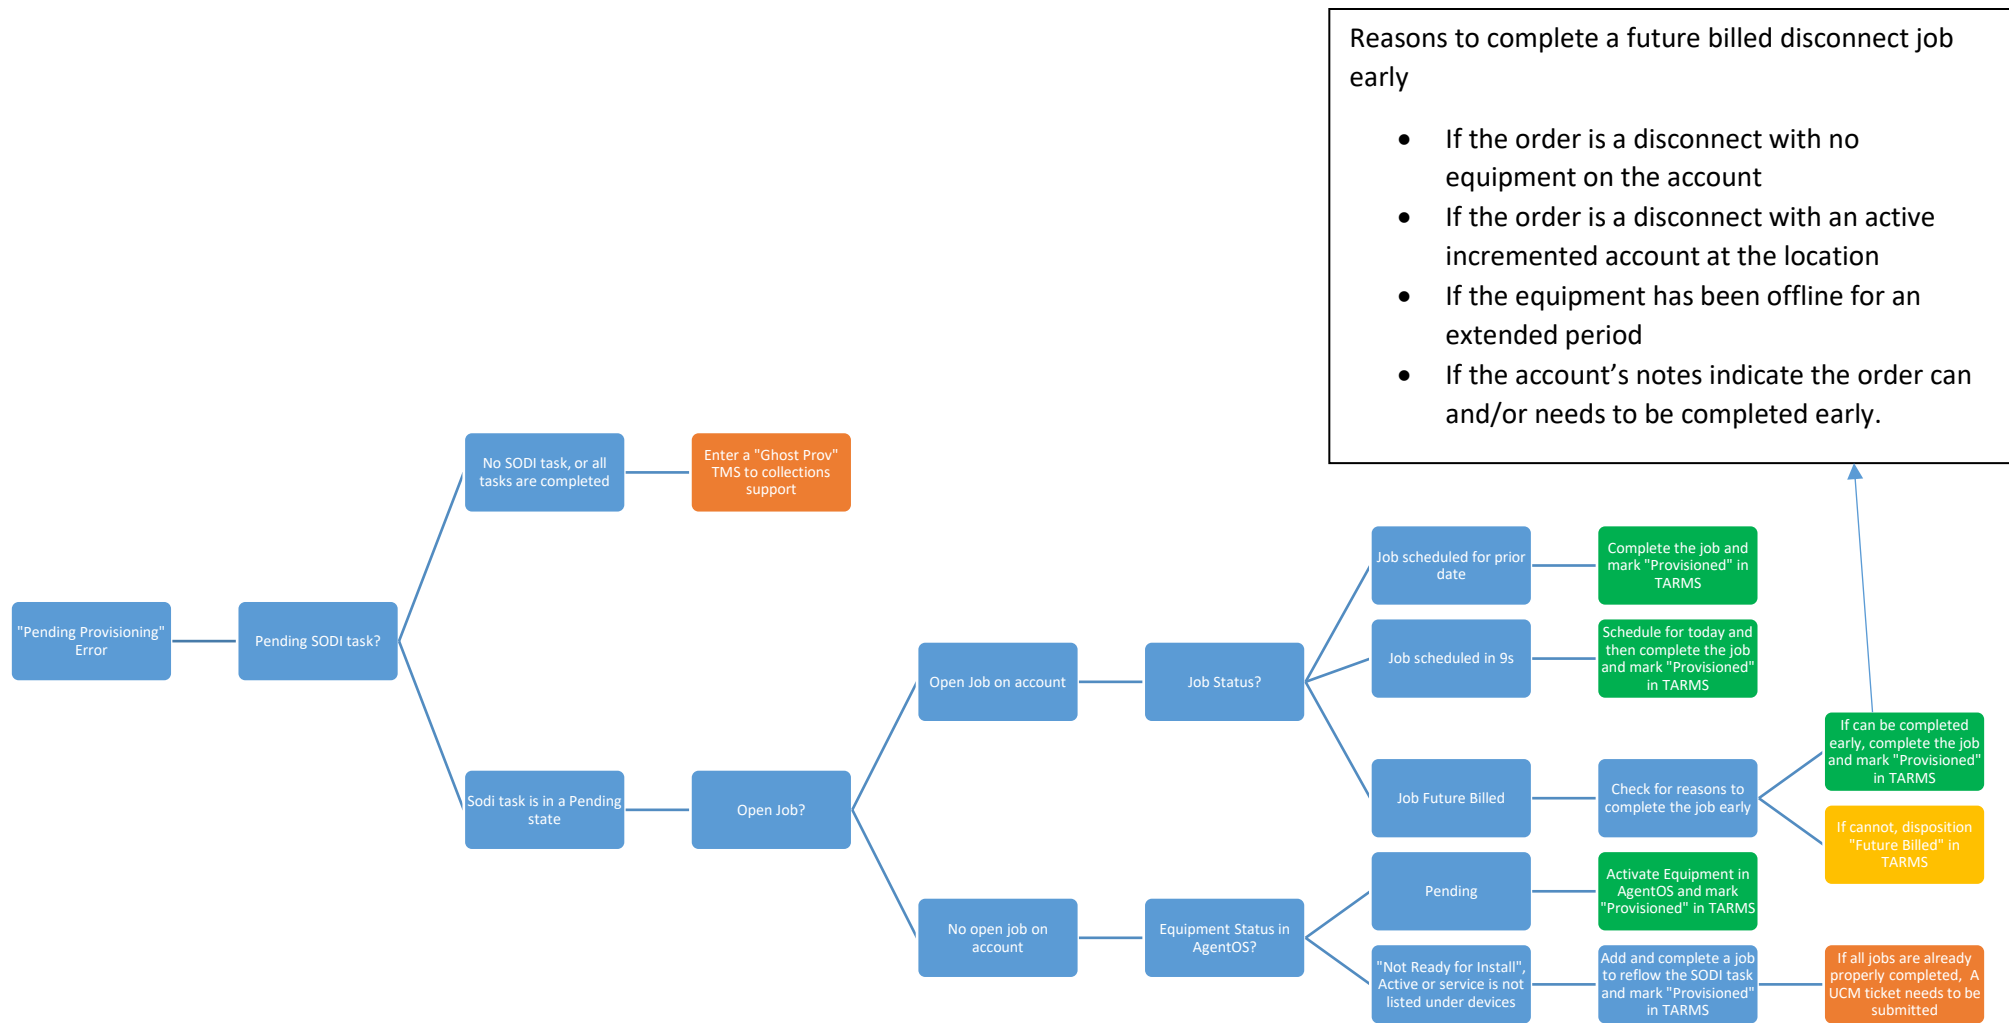 Reasons to complete a future billed disconnect job
early
• If the order is a disconnect with no
equipment on the account
• If the order is a disconnect with an active
incremented account at the location
• If the equipment has been offline for an
extended period
• If the account’s notes indicate the order can
and/or needs to be completed early.
"Pending Provisioning"
Error
Pending SODI task?
No SODI task, or all
tasks are completed
Enter a "Ghost Prov"
TMS to collections
support
Sodi task is in a Pending
state
Open Job?
Open Job on account
Job Status?
Job scheduled for prior
date
Complete the job and
mark "Provisioned" in
TARMS
Job scheduled in 9s
Schedule for today and
then complete the job
and mark "Provisioned"
in TARMS
Job Future Billed
Check for reasons to
complete the job early
If can be completed
early, complete the job
and mark "Provisioned"
in TARMS
If cannot, disposition
"Future Billed" in
TARMS
No open job on
account
Equipment Status in
AgentOS?
Pending
Activate Equipment in
AgentOS and mark
"Provisioned" in TARMS
"Not Ready for Install",
Active or service is not
listed under devices
Add and complete a job
to reflow the SODI task
and mark "Provisioned"
in TARMS
If all jobs are already
properly completed, A
UCM ticket needs to be
submitted